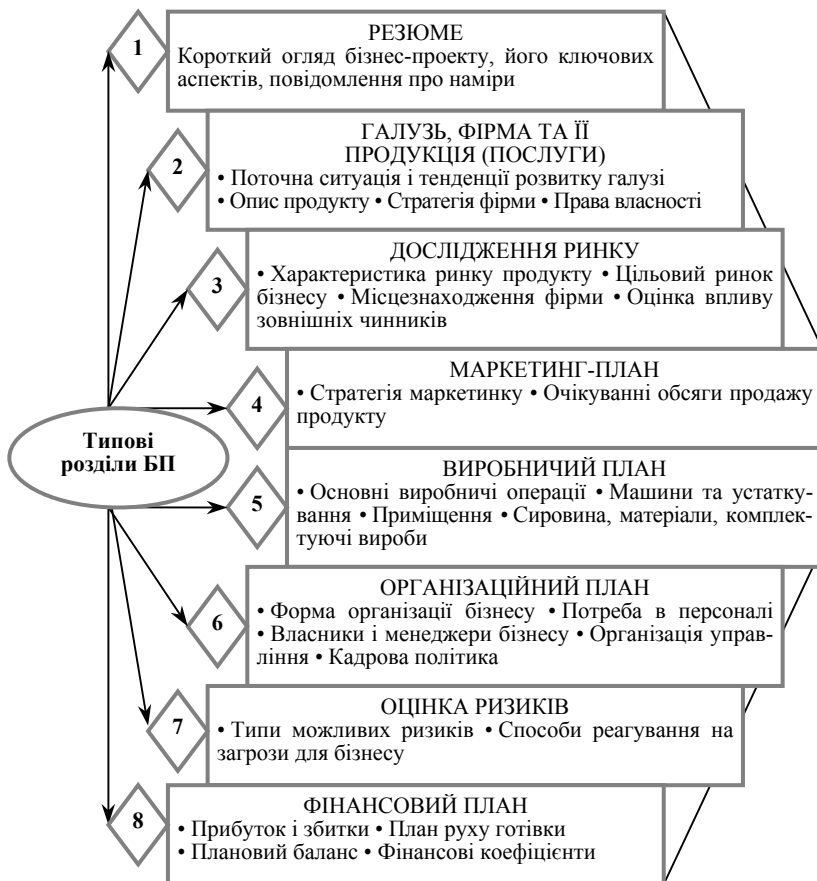 1
РЕЗЮМЕ
Короткий огляд бізнес-проекту, його ключових
аспектів, повідомлення про наміри
2
ГАЛУЗЬ, ФІРМА ТА ЇЇ
ПРОДУКЦІЯ (ПОСЛУГИ)
• Поточна ситуація і тенденції розвитку галузі
• Опис продукту • Стратегія фірми • Права власності
3
ДОСЛІДЖЕННЯ РИНКУ
• Характеристика ринку продукту • Цільовий ринок
бізнесу • Місцезнаходження фірми • Оцінка впливу
зовнішніх чинників
4
МАРКЕТИНГ-ПЛАН
• Стратегія маркетинку • Очікуванні обсяги продажу
продукту
Типові
розділи БП
5
ВИРОБНИЧИЙ ПЛАН
• Основні виробничі операції • Машини та устатку-
вання • Приміщення • Сировина, матеріали, комплек-
туючі вироби
6
ОРГАНІЗАЦІЙНИЙ ПЛАН
• Форма організації бізнесу • Потреба в персоналі
• Власники і менеджери бізнесу • Організація управ-
ління • Кадрова політика
7
ОЦІНКА РИЗИКІВ
• Типи можливих ризиків • Способи реагування на
загрози для бізнесу
8
ФІНАНСОВИЙ ПЛАН
• Прибуток і збитки • План руху готівки
• Плановий баланс • Фінансові коефіцієнти